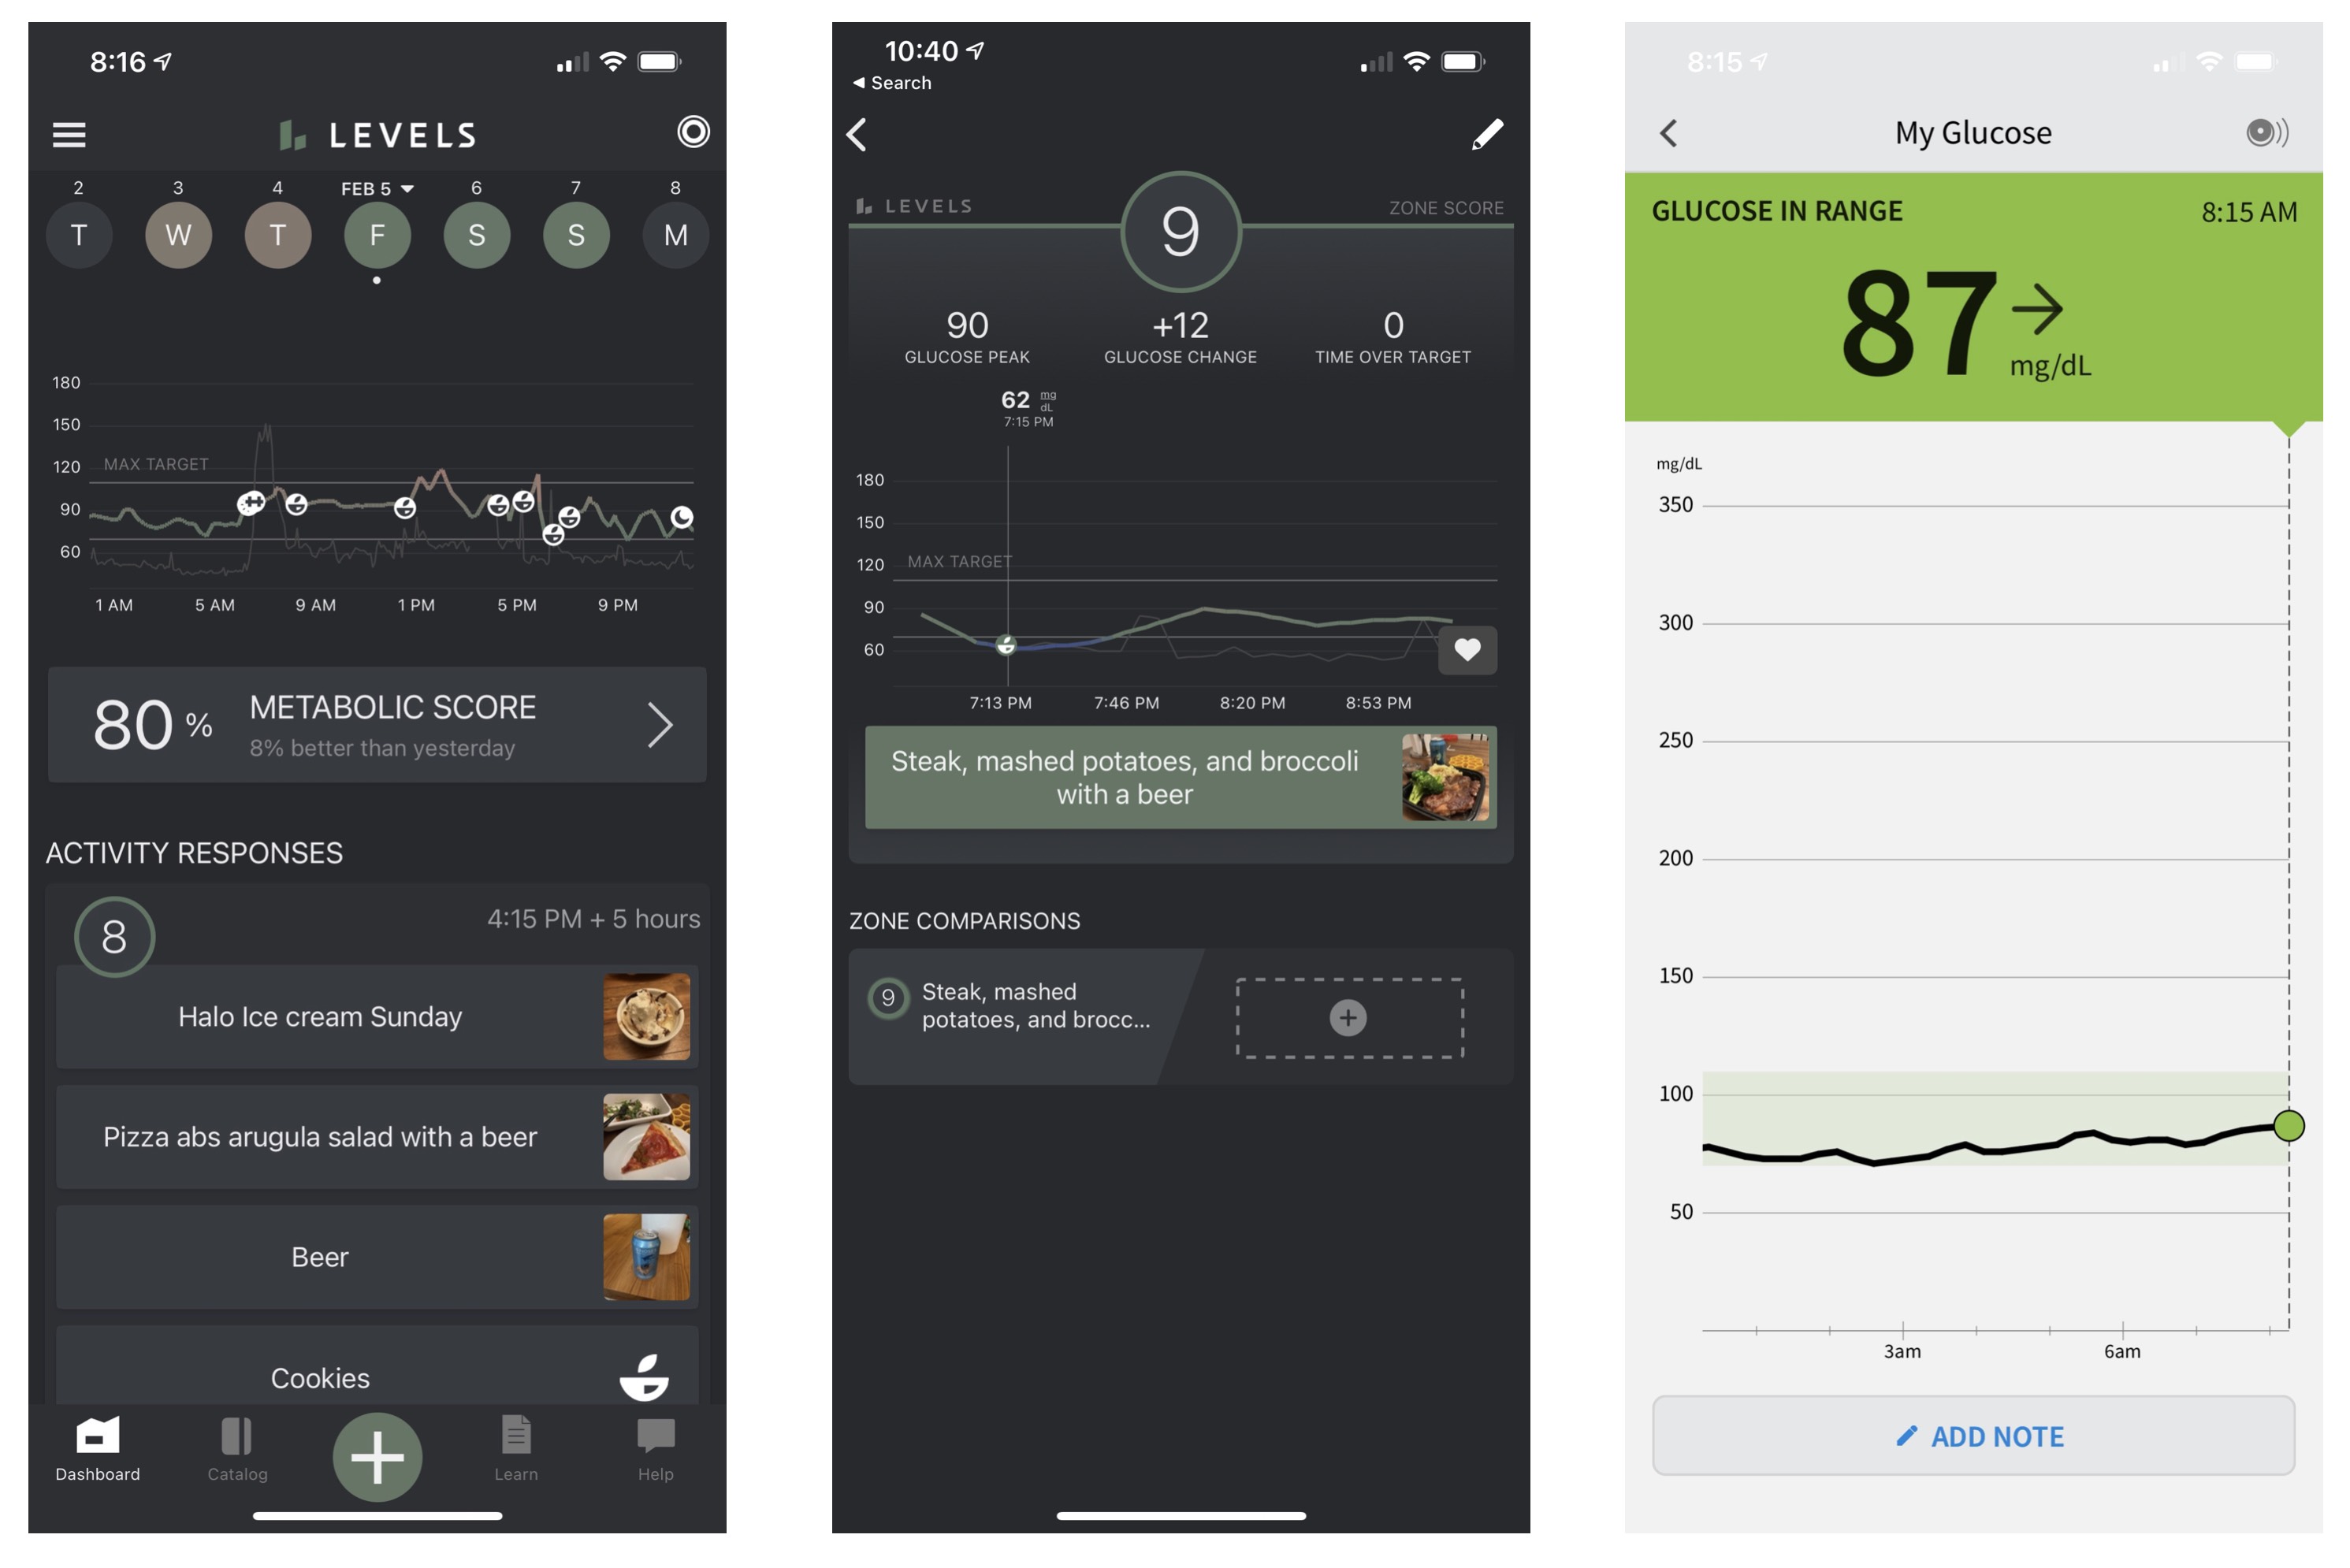 8:16
LEVELS
2 3 4 FEB 5 6 7 8
T W T F S S M
180
150
120 MAX TARGET
90
60
1 AM 5 AM 9 AM 1 PM 5 PM 9 PM
80 % METABOLIC SCORE
8% better than yesterday
ACTIVITY RESPONSES
8 4:15 PM + 5 hours
Halo Ice cream Sunday
Pizza abs arugula salad with a beer
Beer
Cookies
Dashboard Catalog Learn Help
10:40
Search
LEVELS 9 ZONE SCORE
90 +12 0
GLUCOSE PEAK GLUCOSE CHANGE TIME OVER TARGET
62 mg
dL
7:15 PM
180
150
120 MAX TARGET
90
60
7:13 PM 7:46 PM 8:20 PM 8:53 PM
Steak, mashed potatoes, and broccoli
with a beer
ZONE COMPARISONS
9 Steak, mashed
potatoes, and brocc...
8:15
My Glucose
GLUCOSE IN RANGE 8:15 AM
87 mg/dL
mg/dL
350
300
250
200
150
100
50
3am 6am
ADD NOTE